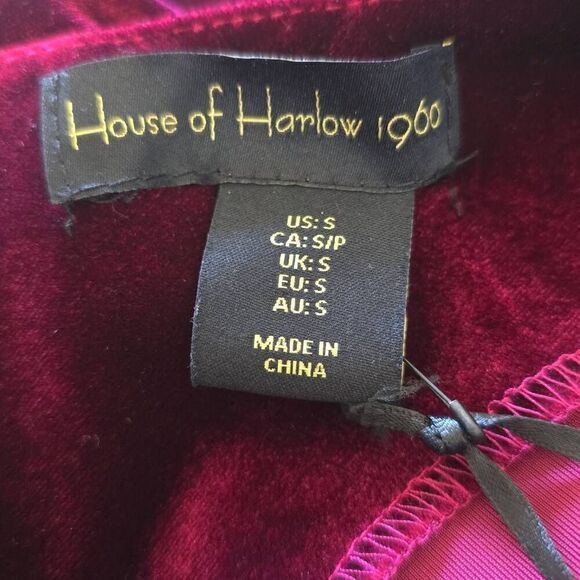 House of Harlow 1960
US: S
CA: S/P
UK: S
EU: S
AU: S
MADE IN
CHINA